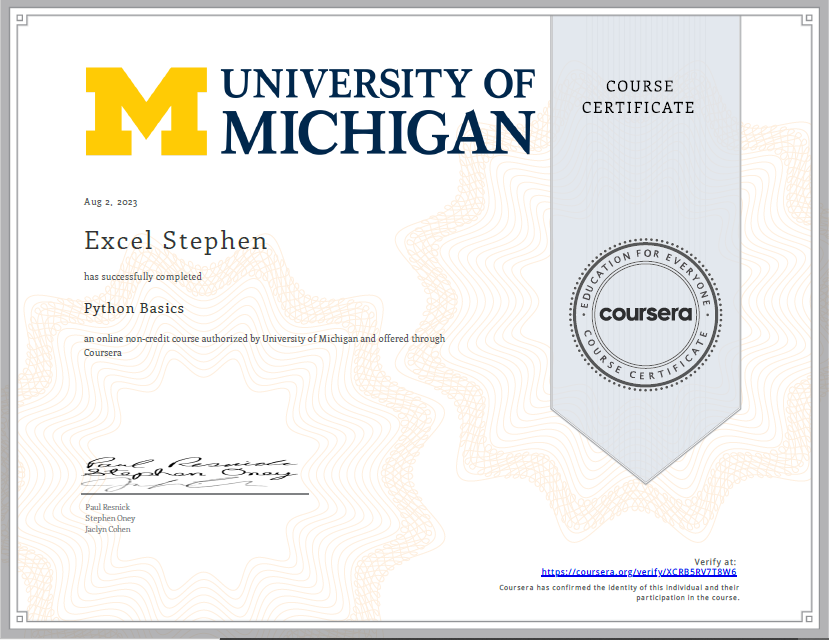 M UNIVERSITY OF
MICHIGAN
COURSE
CERTIFICATE
Aug 2, 2023
Excel Stephen
has successfully completed
Python Basics
an online non-credit course authorized by University of Michigan and offered through
Coursera
EDUCATION FOR EVERYONE
coursera
COURSE CERTIFICATE
Paul Resnick
Stephen Oney
Paul Resnick
Stephen Oney
Jaclyn Cohen
Verify at:
https://coursera.org/verify/XCRB5RV7T8W6
Coursera has confirmed the identity of this individual and their
participation in the course.